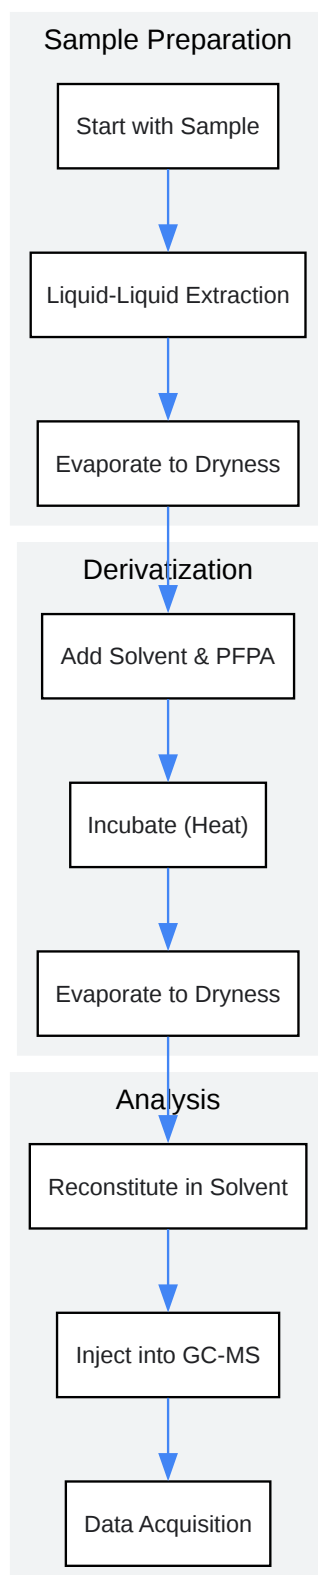 Sample Preparation
Start with Sample
Liquid-Liquid Extraction
Evaporate to Dryness
Derivatization
Add Solvent & PFPA
Incubate (Heat)
Evaporate to Dryness
Analysis
Reconstitute in Solvent
Inject into GC-MS
Data Acquisition